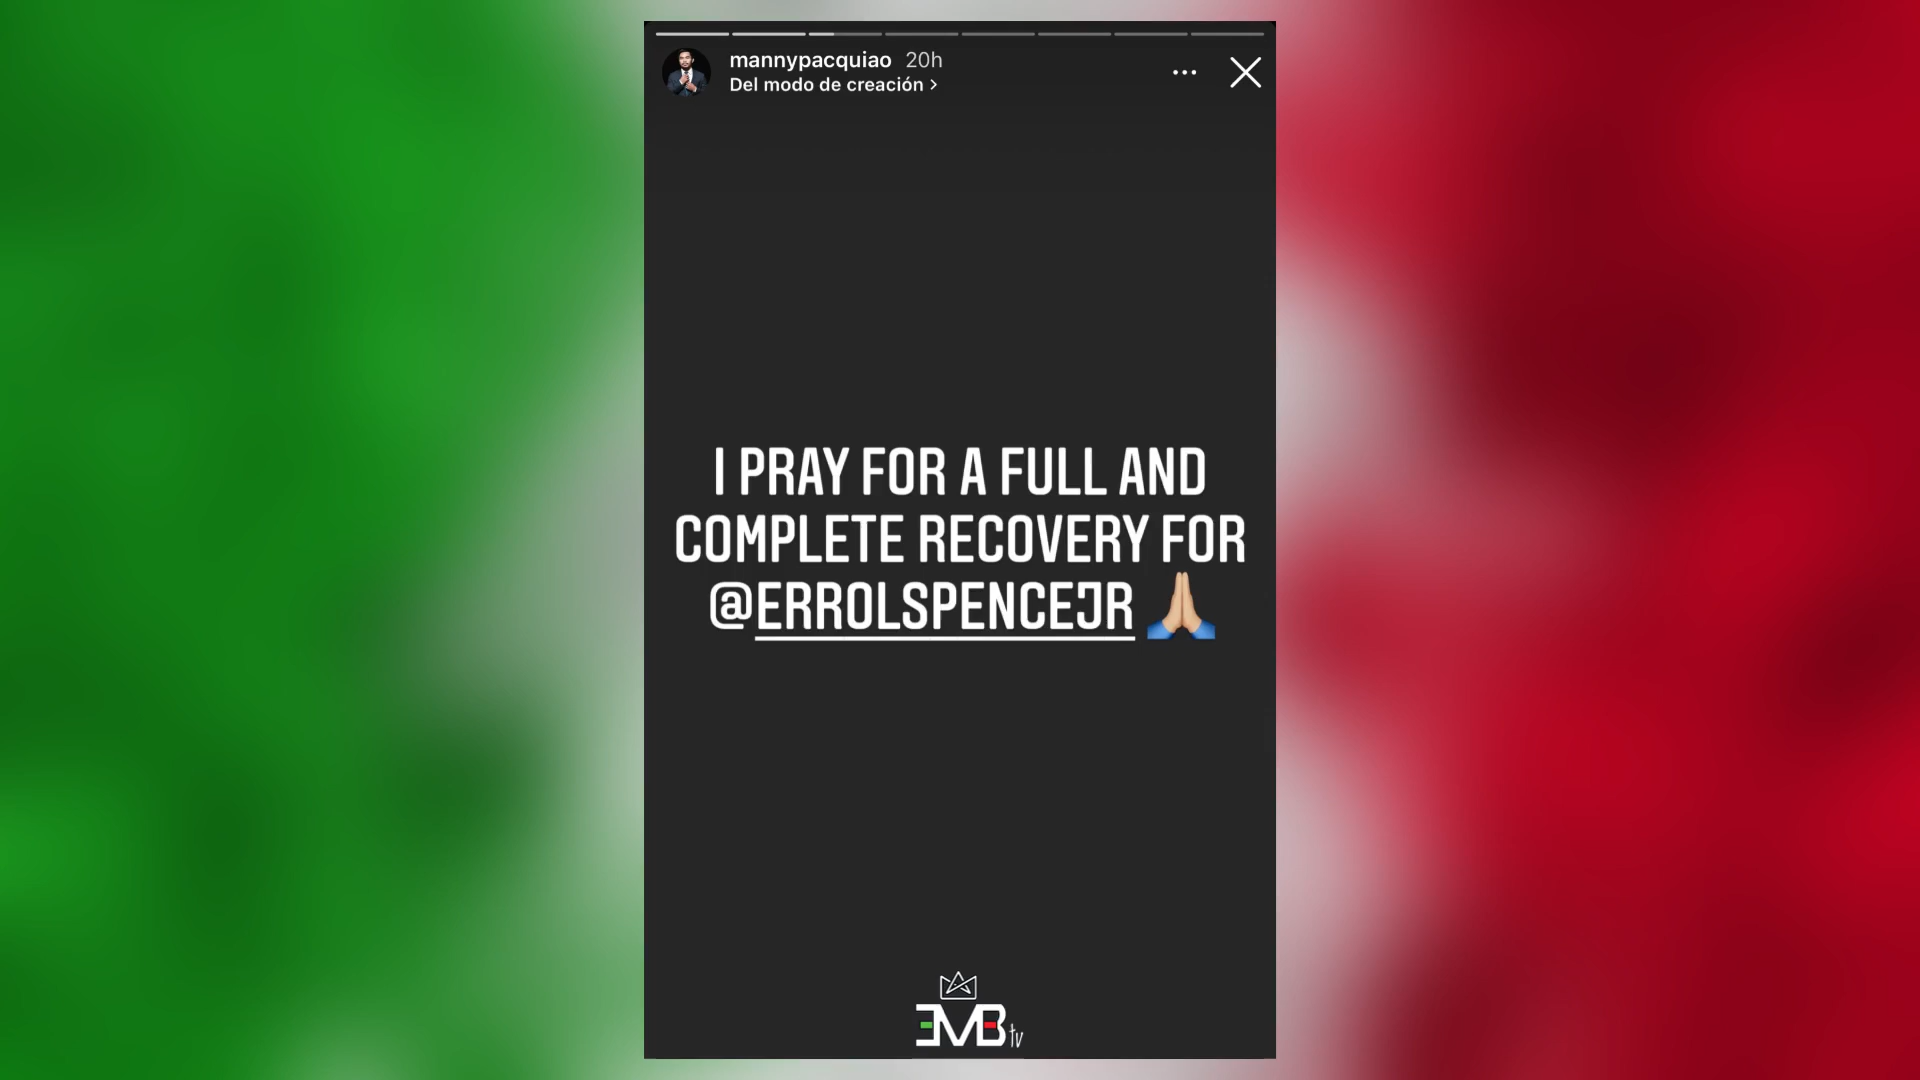 mannypacquiao 20h
Del modo de creación >
I PRAY FOR A FULL AND
COMPLETE RECOVERY FOR
@ERROLSPENCEJR 🙏🏼
EMB tv